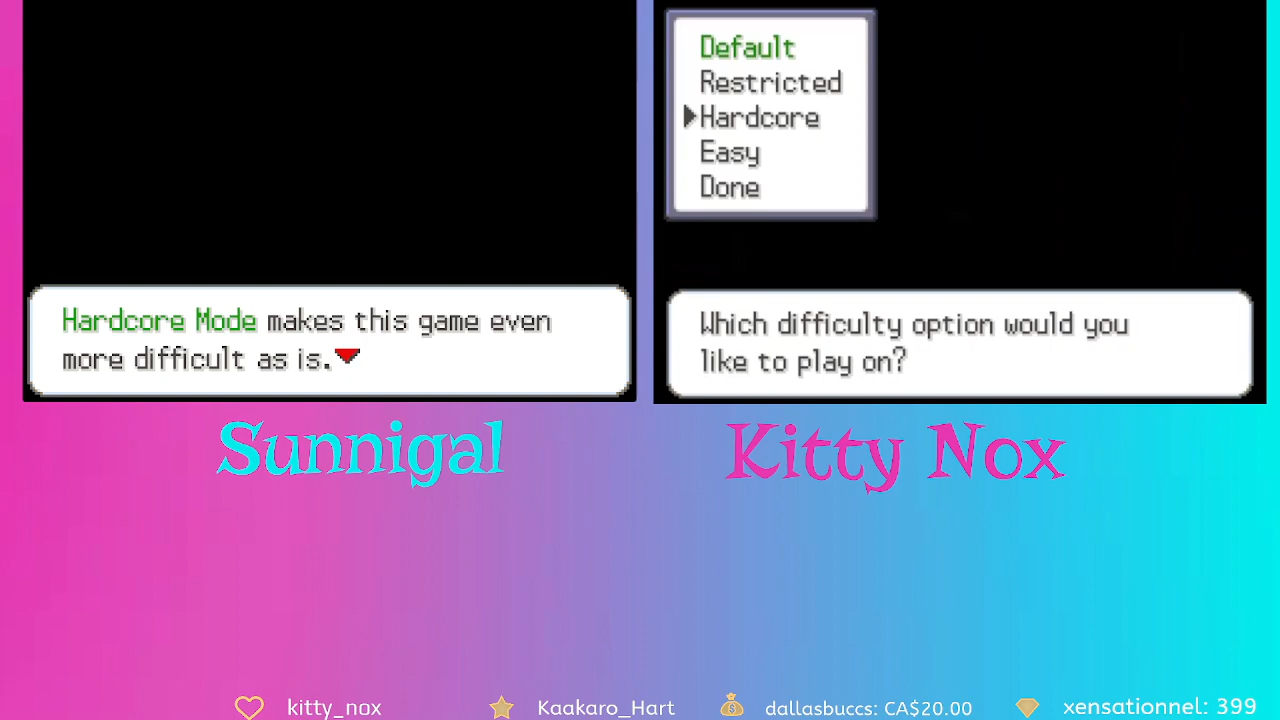 Hardcore Mode makes this game even
more difficult as is.
Default
Restricted
Hardcore
Easy
Done
Which difficulty option would you
like to play on?
Sunnigal
Kitty Nox
kitty_nox
Kaakaro_Hart
dallasbuccs: CA$20.00
xensationnel: 399